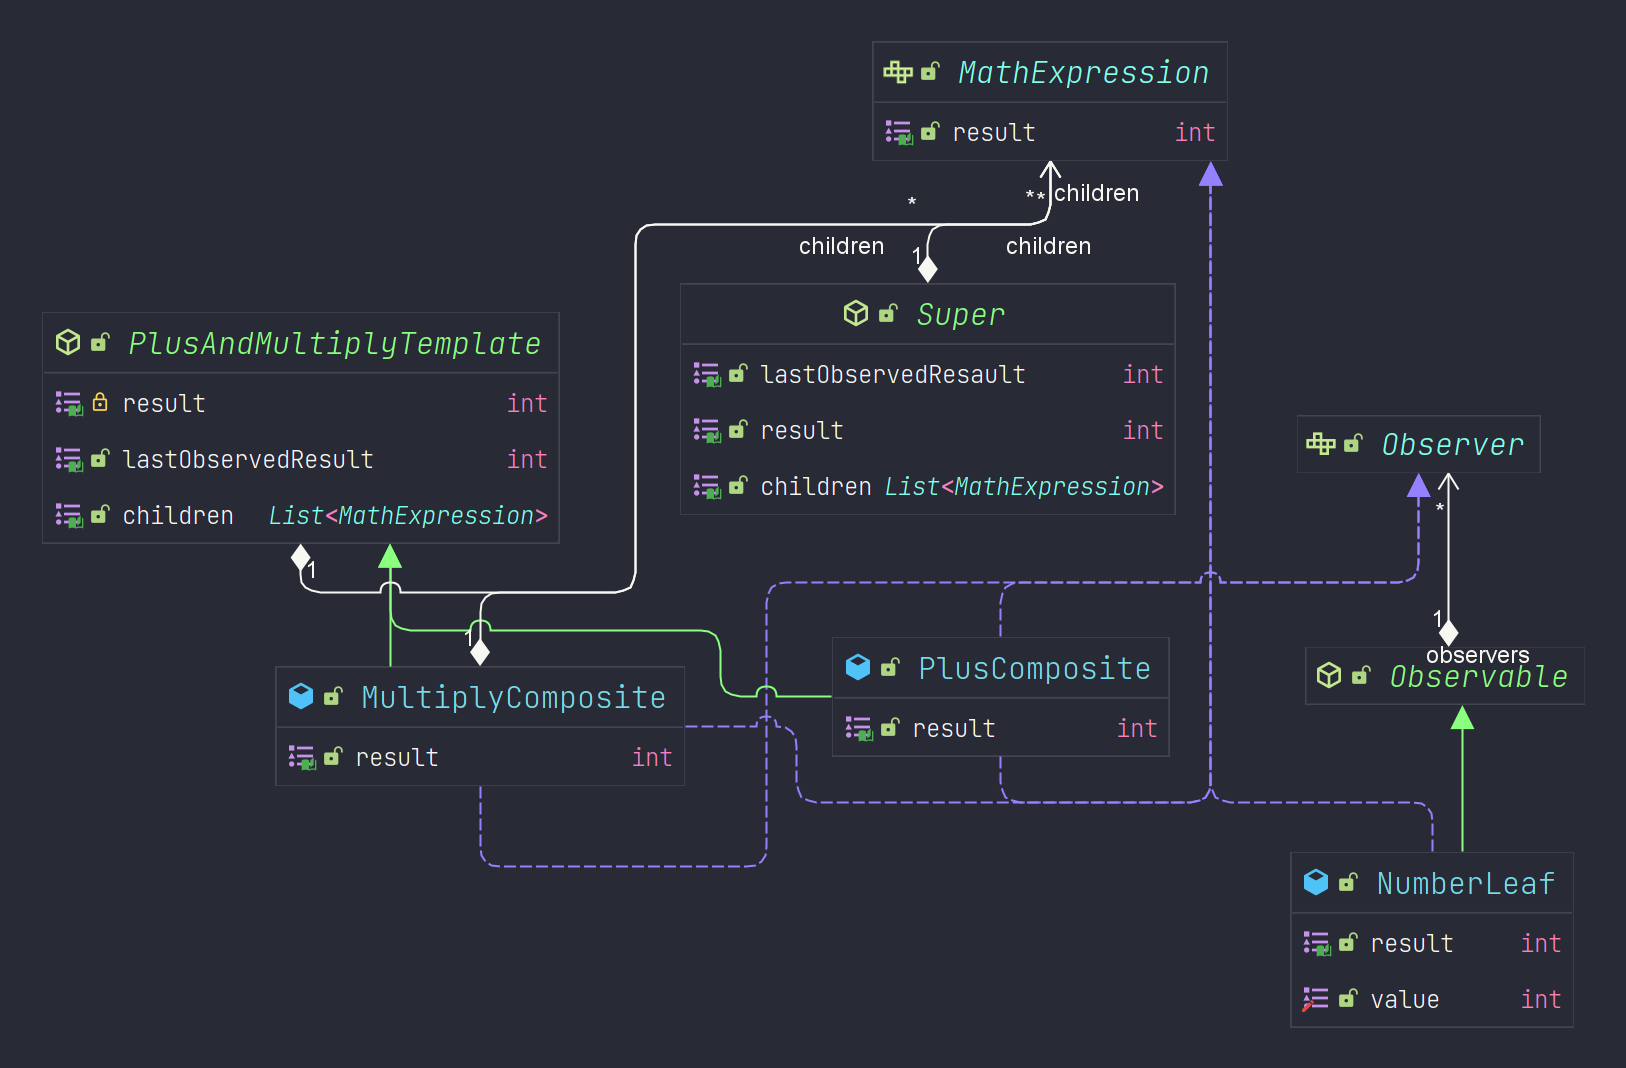 MathExpression
result int
* ** children
children 1 children
Super
lastObservedResault int
result int
children List<MathExpression>
PlusAndMultiplyTemplate
result int
lastObservedResult int
children List<MathExpression>
1
Observer
*
1
observers
Observable
1
MultiplyComposite
result int
PlusComposite
result int
NumberLeaf
result int
value int